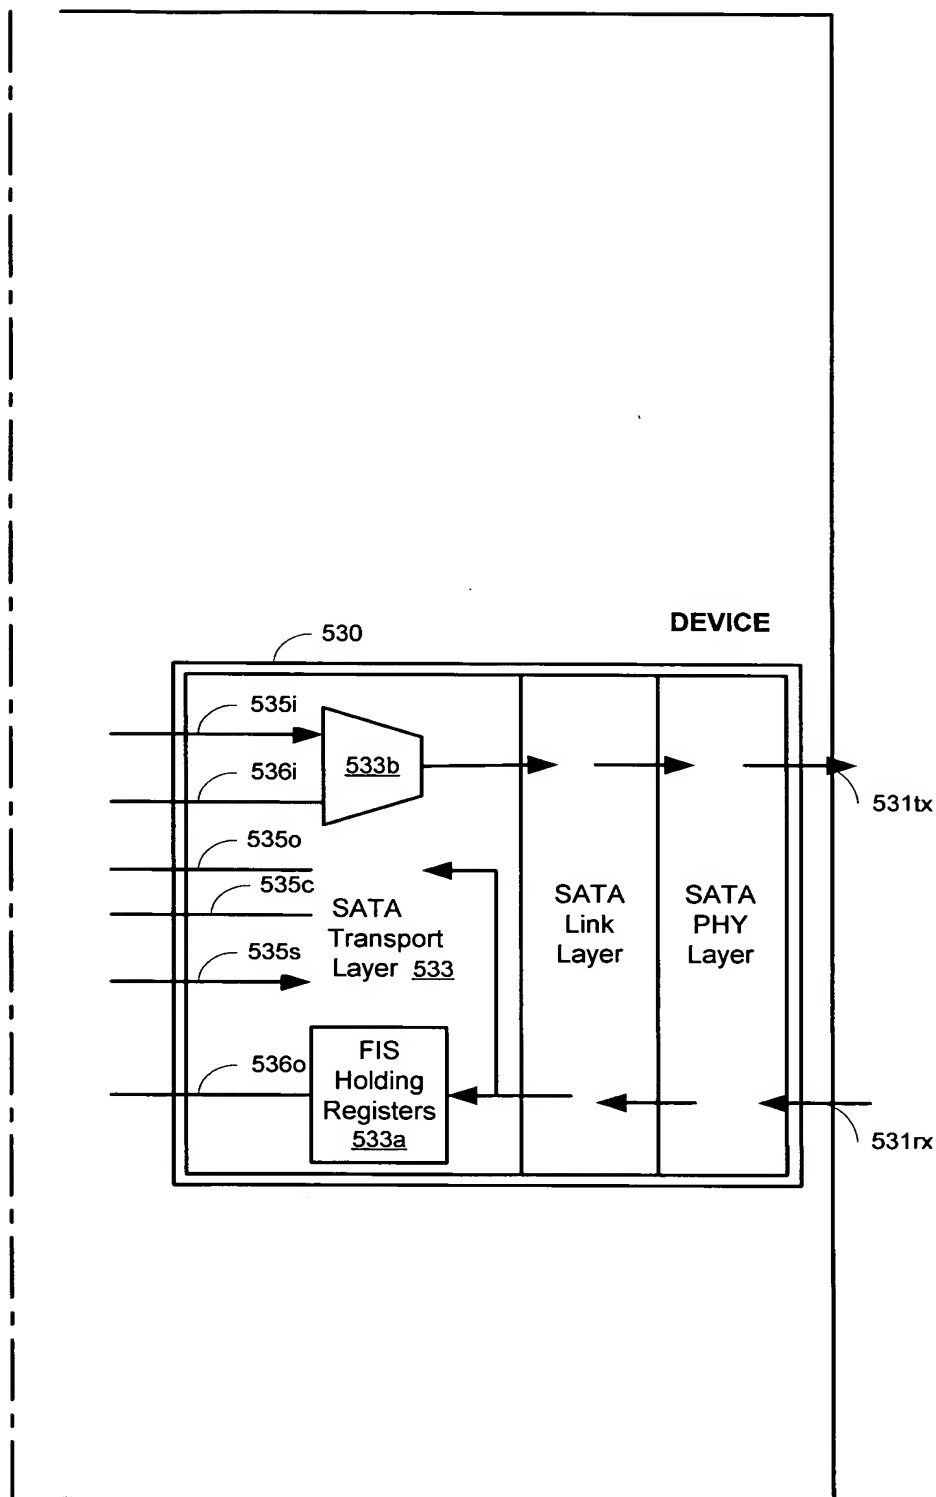 DEVICE
530
535i
533b
536i
531tx
535o
535c
SATA
Transport
Layer 533
SATA
Link
Layer
SATA
PHY
Layer
535s
536o
FIS
Holding
Registers
533a
531rx